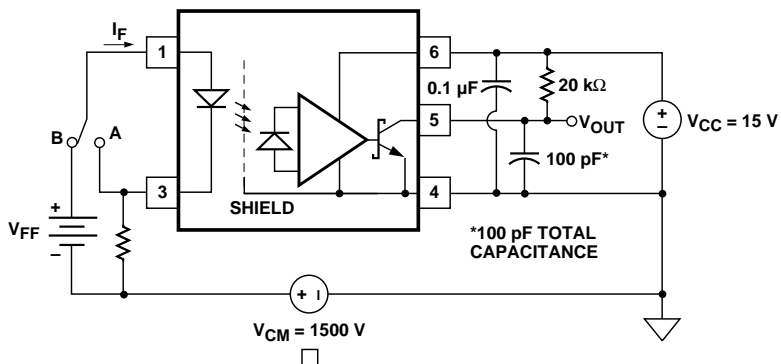 I_F
1
6
0.1 µF
20 kΩ
B
A
5
V_OUT
+
−
V_CC = 15 V
100 pF*
3
4
SHIELD
+
V_FF
−
*100 pF TOTAL
CAPACITANCE
+ −
V_CM = 1500 V